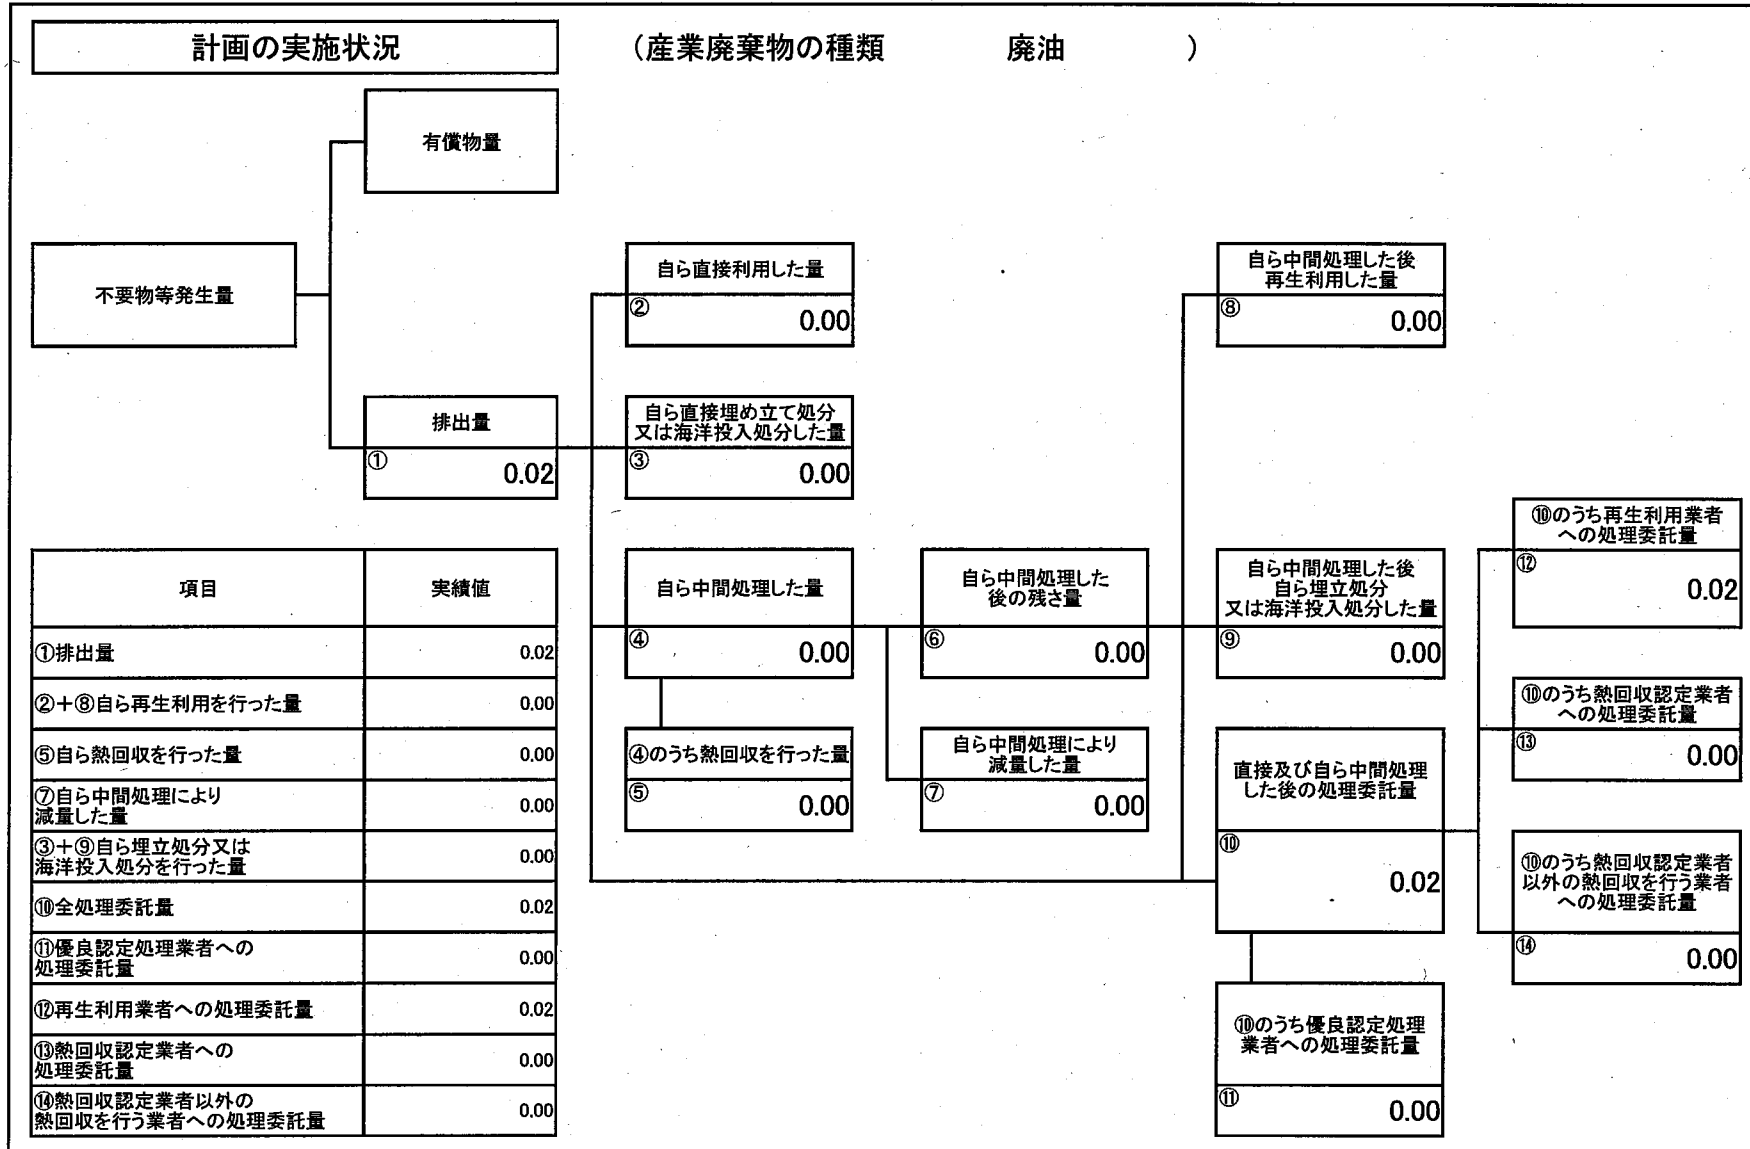 計画の実施状況
（産業廃棄物の種類 廃油 ）
有償物量
不要物等発生量
排出量
① 0.02
自ら直接利用した量
② 0.00
自ら直接埋め立て処分
又は海洋投入処分した量
③ 0.00
自ら中間処理した量
④ 0.00
④のうち熱回収を行った量
⑤ 0.00
自ら中間処理した
後の残さ量
⑥ 0.00
自ら中間処理により
減量した量
⑦ 0.00
自ら中間処理した後
再生利用した量
⑧ 0.00
自ら中間処理した後
自ら埋立処分
又は海洋投入処分した量
⑨ 0.00
直接及び自ら中間処理
した後の処理委託量
⑩ 0.02
⑩のうち優良認定処理
業者への処理委託量
⑪ 0.00
⑩のうち再生利用業者
への処理委託量
⑫ 0.02
⑩のうち熱回収認定業者
への処理委託量
⑬ 0.00
⑩のうち熱回収認定業者
以外の熱回収を行う業者
への処理委託量
⑭ 0.00
項目 実績値
①排出量 0.02
②＋⑧自ら再生利用を行った量 0.00
⑤自ら熱回収を行った量 0.00
⑦自ら中間処理により
減量した量 0.00
③＋⑨自ら埋立処分又は
海洋投入処分を行った量 0.00
⑩全処理委託量 0.02
⑪優良認定処理業者への
処理委託量 0.00
⑫再生利用業者への処理委託量 0.02
⑬熱回収認定業者への
処理委託量 0.00
⑭熱回収認定業者以外の
熱回収を行う業者への処理委託量 0.00